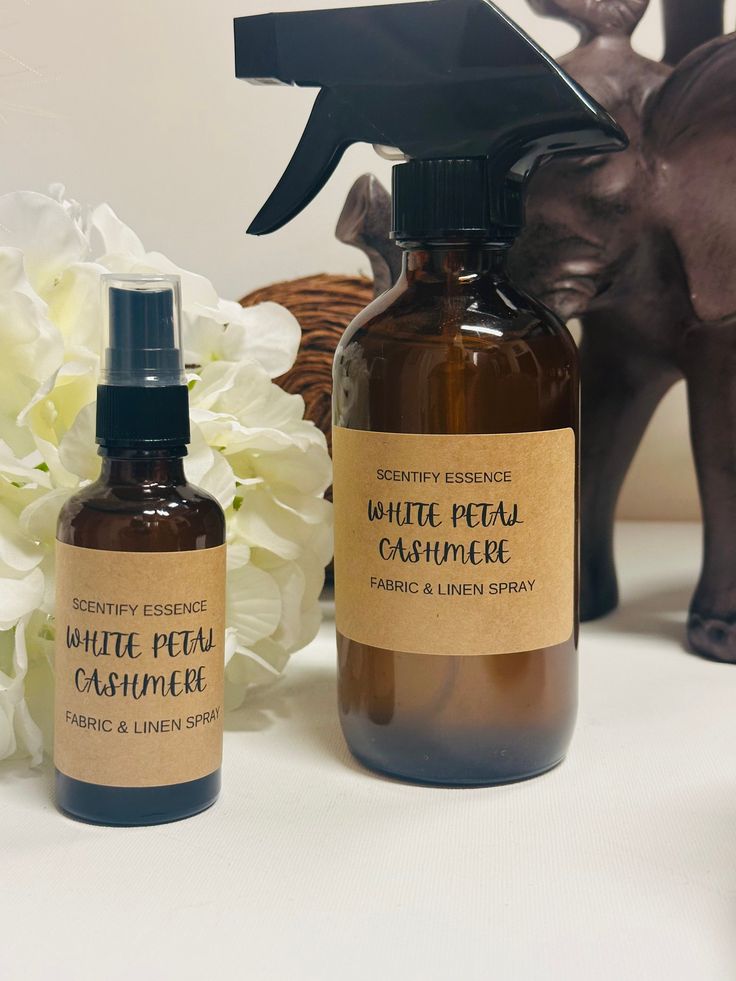 SCENTIFY ESSENCE
WHITE PETAL
CASHMERE
FABRIC & LINEN SPRAY
SCENTIFY ESSENCE
WHITE PETAL
CASHMERE
FABRIC & LINEN SPRAY